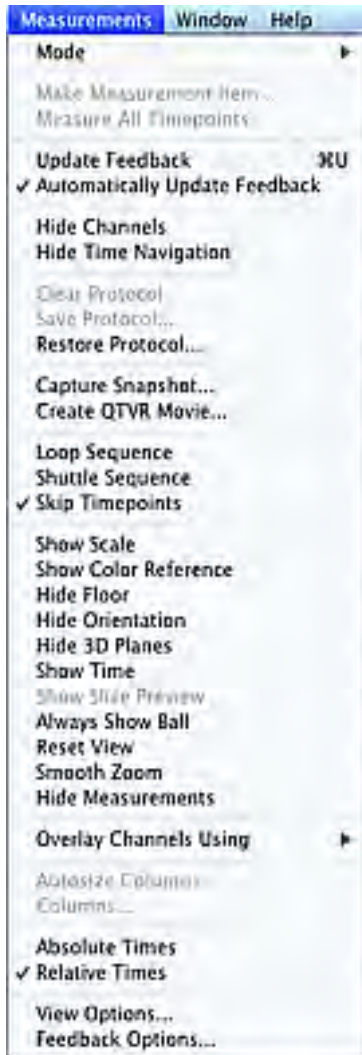 Measurements Window Help
Mode
Make Measurement Item...
Measure All Timepoints
Update Feedback ⌘U
✓ Automatically Update Feedback
Hide Channels
Hide Time Navigation
Clear Protocol
Save Protocol...
Restore Protocol...
Capture Snapshot...
Create QTVR Movie...
Loop Sequence
Shuttle Sequence
✓ Skip Timepoints
Show Scale
Show Color Reference
Hide Floor
Hide Orientation
Hide 3D Planes
Show Time
Show Slice Preview
Always Show Ball
Reset View
Smooth Zoom
Hide Measurements
Overlay Channels Using
Autosize Columns
Columns...
Absolute Times
✓ Relative Times
View Options...
Feedback Options...